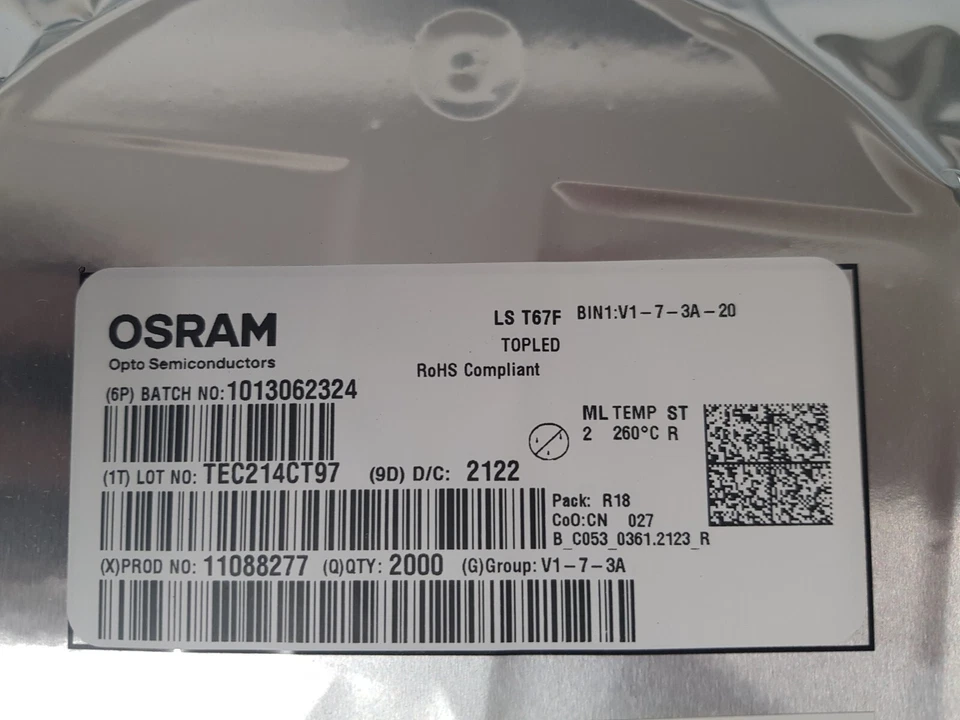 OSRAM
Opto Semiconductors
LS T67F BIN1:V1-7-3A-20
TOPLED
RoHS Compliant
(6P) BATCH NO:1013062324
ML TEMP ST
2 260°C R
(1T) LOT NO: TEC214CT97 (9D) D/C: 2122
Pack: R18
CoO:CN 027
B_C053_0361.2123_R
(X)PROD NO: 11088277 (Q)QTY: 2000 (G)Group: V1-7-3A